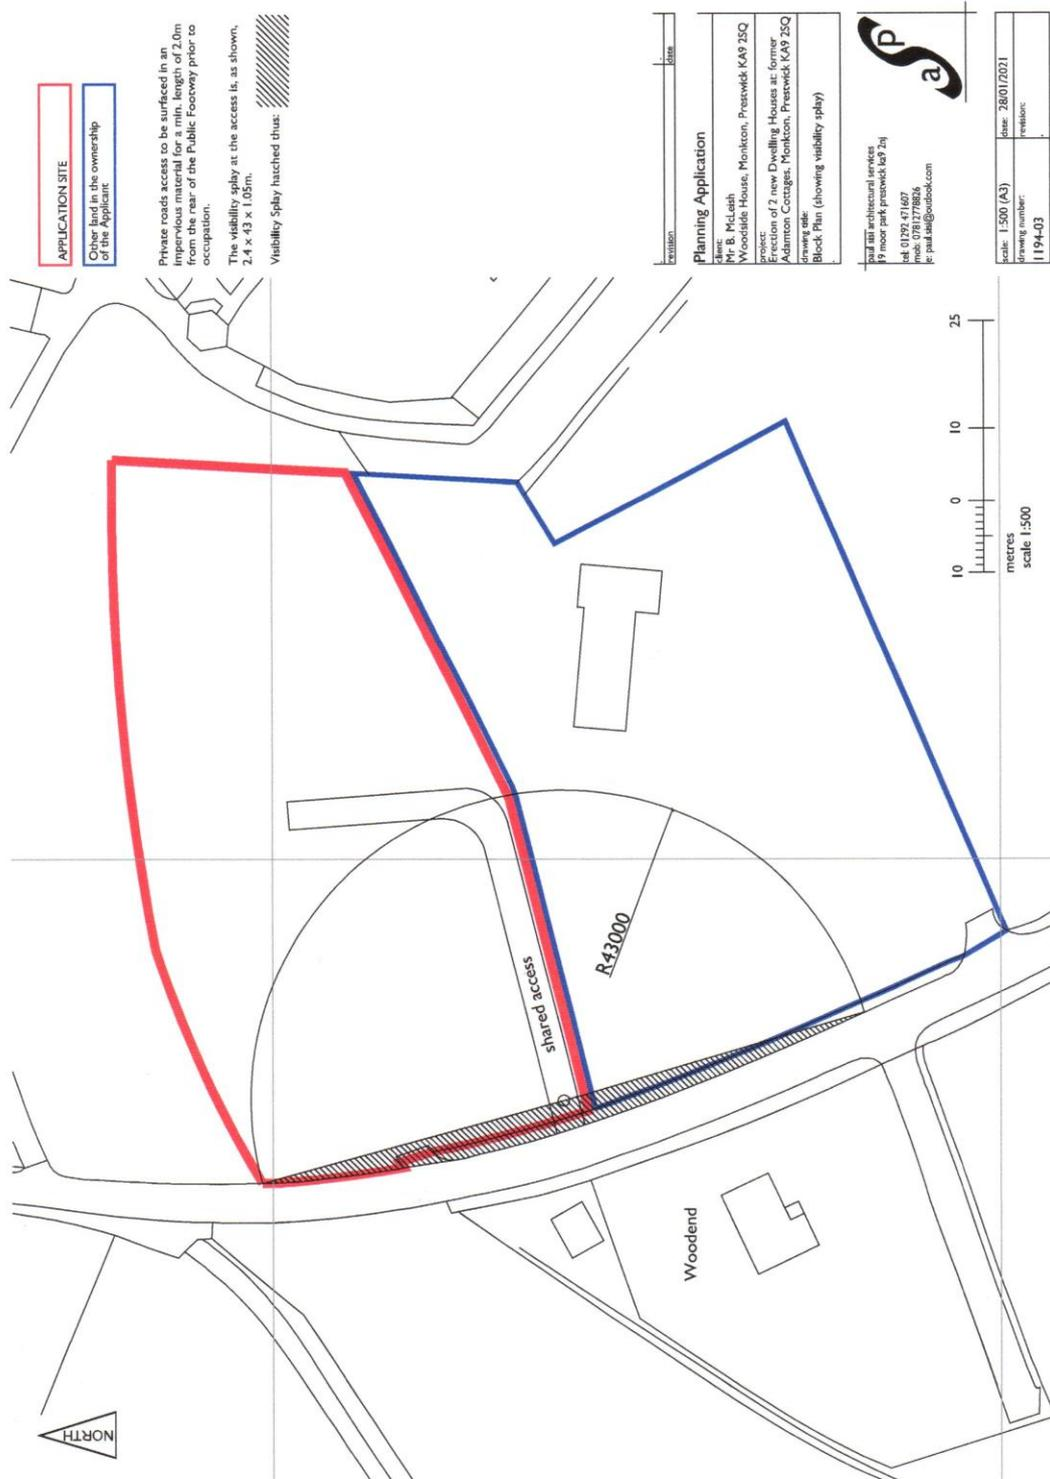 APPLICATION SITE
Other land in the ownership
of the Applicant
Private roads access to be surfaced in an
impervious material for a min. length of 2.0m
from the rear of the Public Footway prior to
occupation.
The visibility splay at the access is, as shown,
2.4 x 43 x 1.05m.
Visibility Splay hatched thus:
NORTH
shared access
R43000
Woodend
10 0 10 25
metres
scale 1:500
revision date
Planning Application
client:
Mr B. McLeish
Woodside House, Monkton, Prestwick KA9 2SQ
project:
Erection of 2 new Dwelling Houses at: former
Adamton Cottages, Monkton, Prestwick KA9 2SQ
drawing title:
Block Plan (showing visibility splay)
a p
paul sisi architectural services
19 moor park prestwick ka9 2nj
tel: 01292 471607
mob: 07812778826
e: paul.sisi@outlook.com
scale: 1:500 (A3) date: 28/01/2021
drawing number: revision:
1194-03